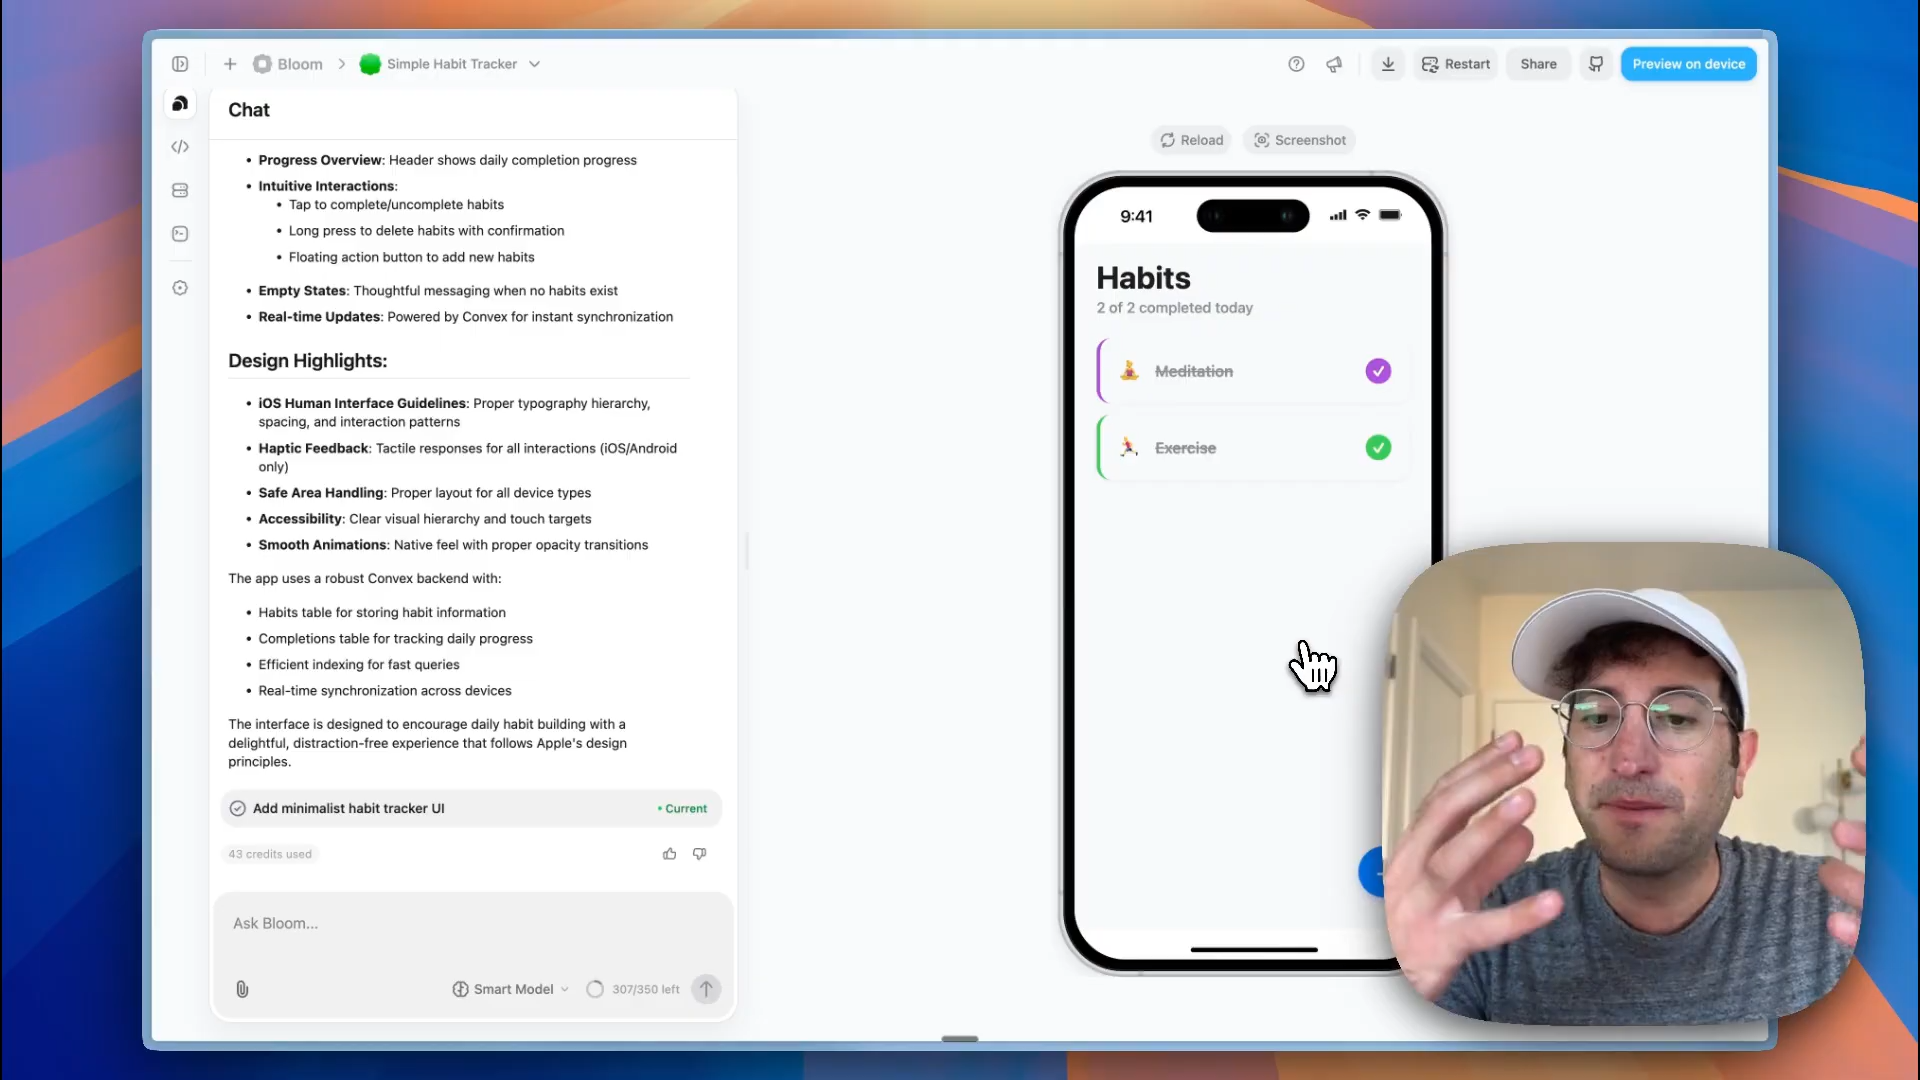 Bloom
Simple Habit Tracker
Restart
Share
Preview on device
Chat
Progress Overview: Header shows daily completion progress
Intuitive Interactions:
Tap to complete/uncomplete habits
Long press to delete habits with confirmation
Floating action button to add new habits
Empty States: Thoughtful messaging when no habits exist
Real-time Updates: Powered by Convex for instant synchronization
Design Highlights:
iOS Human Interface Guidelines: Proper typography hierarchy,
spacing, and interaction patterns
Haptic Feedback: Tactile responses for all interactions (iOS/Android
only)
Safe Area Handling: Proper layout for all device types
Accessibility: Clear visual hierarchy and touch targets
Smooth Animations: Native feel with proper opacity transitions
The app uses a robust Convex backend with:
Habits table for storing habit information
Completions table for tracking daily progress
Efficient indexing for fast queries
Real-time synchronization across devices
The interface is designed to encourage daily habit building with a
delightful, distraction-free experience that follows Apple's design
principles.
Add minimalist habit tracker UI
• Current
43 credits used
Ask Bloom...
Smart Model
307/350 left
Reload
Screenshot
9:41
Habits
2 of 2 completed today
Meditation
Exercise